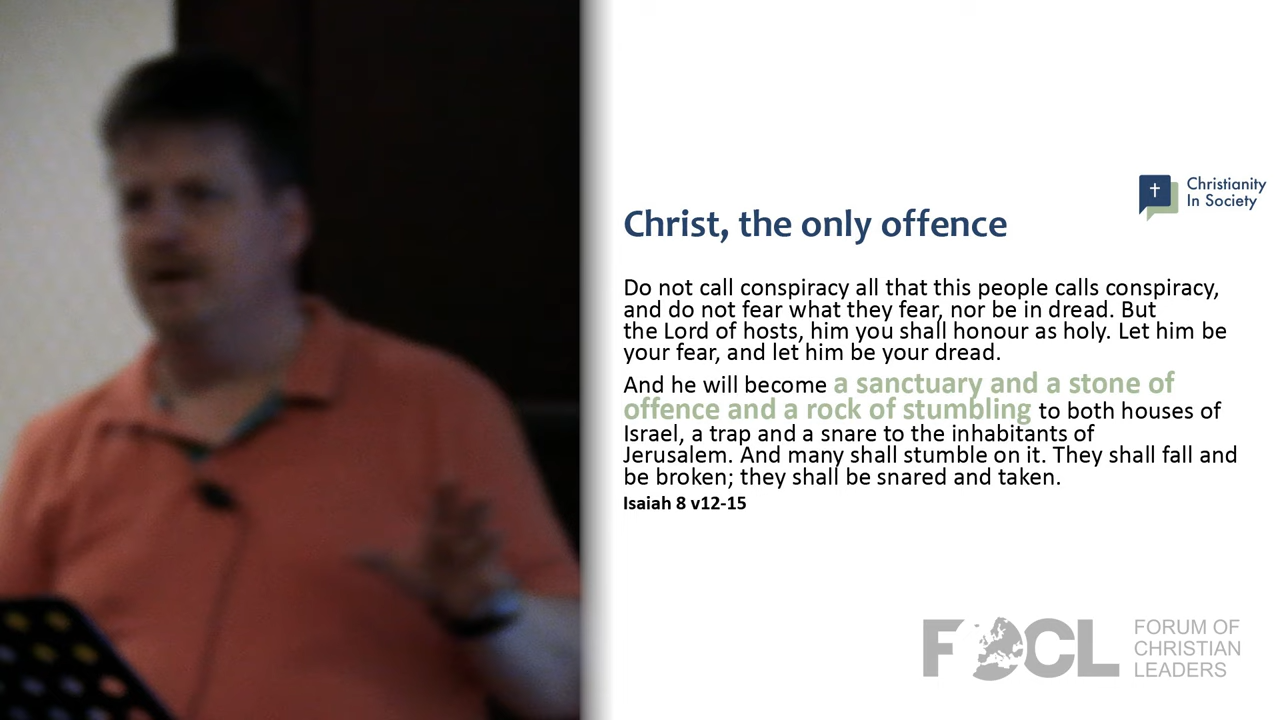 Christianity
In Society
Christ, the only offence
Do not call conspiracy all that this people calls conspiracy,
and do not fear what they fear, nor be in dread. But
the Lord of hosts, him you shall honour as holy. Let him be
your fear, and let him be your dread.
And he will become a sanctuary and a stone of
offence and a rock of stumbling to both houses of
Israel, a trap and a snare to the inhabitants of
Jerusalem. And many shall stumble on it. They shall fall and
be broken; they shall be snared and taken.
Isaiah 8 v12-15
FOCL
FORUM OF
CHRISTIAN
LEADERS